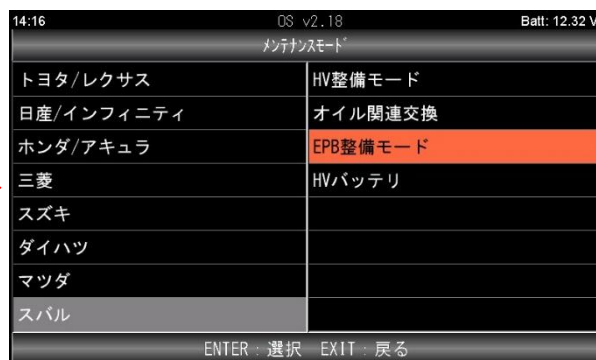 14:16 OS v2.18 Batt: 12.32 V
ﾒﾝﾃﾅﾝｽﾓｰﾄﾞ
トヨタ/レクサス HV整備モード
日産/インフィニティ オイル関連交換
ホンダ/アキュラ EPB整備モード
三菱 HVバッテリ
スズキ
ダイハツ
マツダ
スバル
ENTER：選択 EXIT：戻る